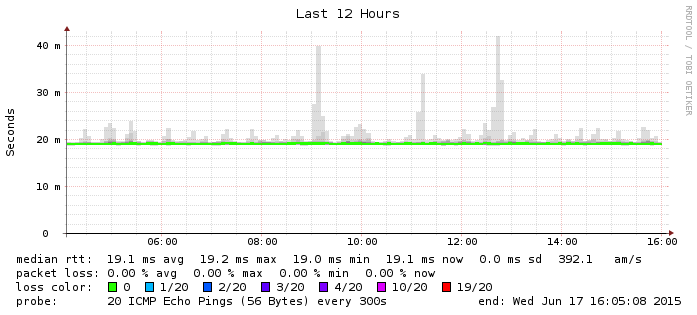 Last 12 Hours
RRDTOOL / TOBI OETIKER
Seconds
40 m
30 m
20 m
10 m
0
06:00 08:00 10:00 12:00 14:00 16:00
median rtt: 19.1 ms avg 19.2 ms max 19.0 ms min 19.1 ms now 0.0 ms sd 392.1 am/s
packet loss: 0.00 % avg 0.00 % max 0.00 % min 0.00 % now
loss color: 0 1/20 2/20 3/20 4/20 10/20 19/20
probe: 20 ICMP Echo Pings (56 Bytes) every 300s end: Wed Jun 17 16:05:08 2015